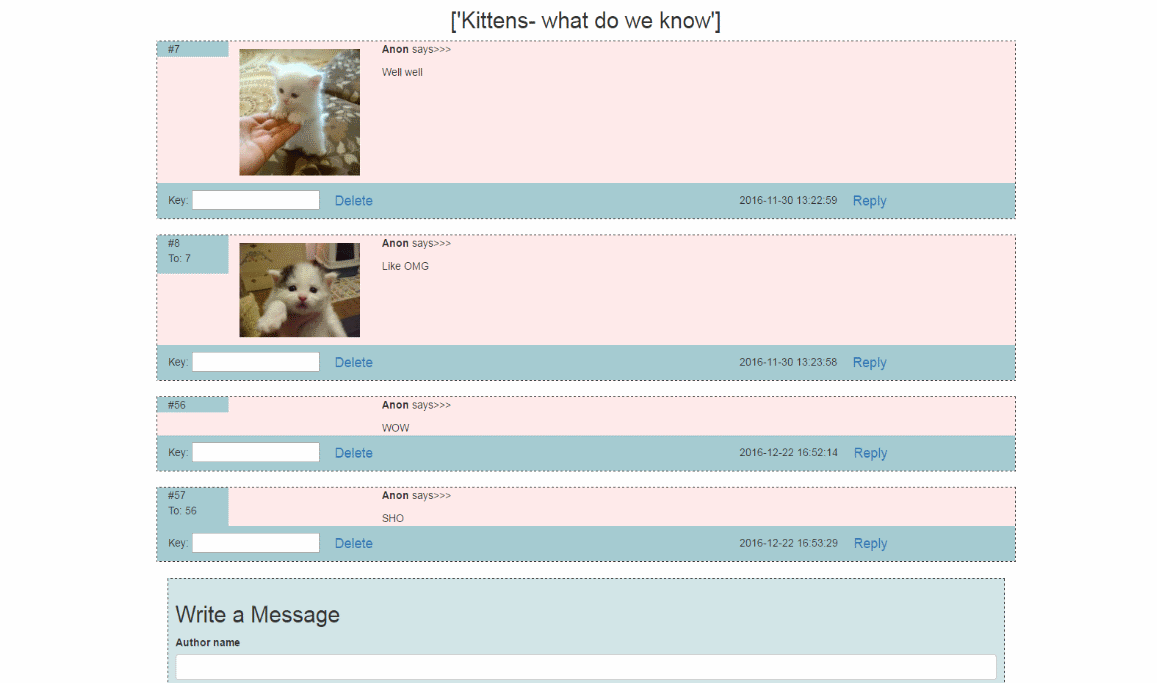 ['Kittens- what do we know']
#7
Anon says>>>
Well well
Key:
Delete
2016-11-30 13:22:59
Reply
#8
To: 7
Anon says>>>
Like OMG
Key:
Delete
2016-11-30 13:23:58
Reply
#56
Anon says>>>
WOW
Key:
Delete
2016-12-22 16:52:14
Reply
#57
To: 56
Anon says>>>
SHO
Key:
Delete
2016-12-22 16:53:29
Reply
Write a Message
Author name